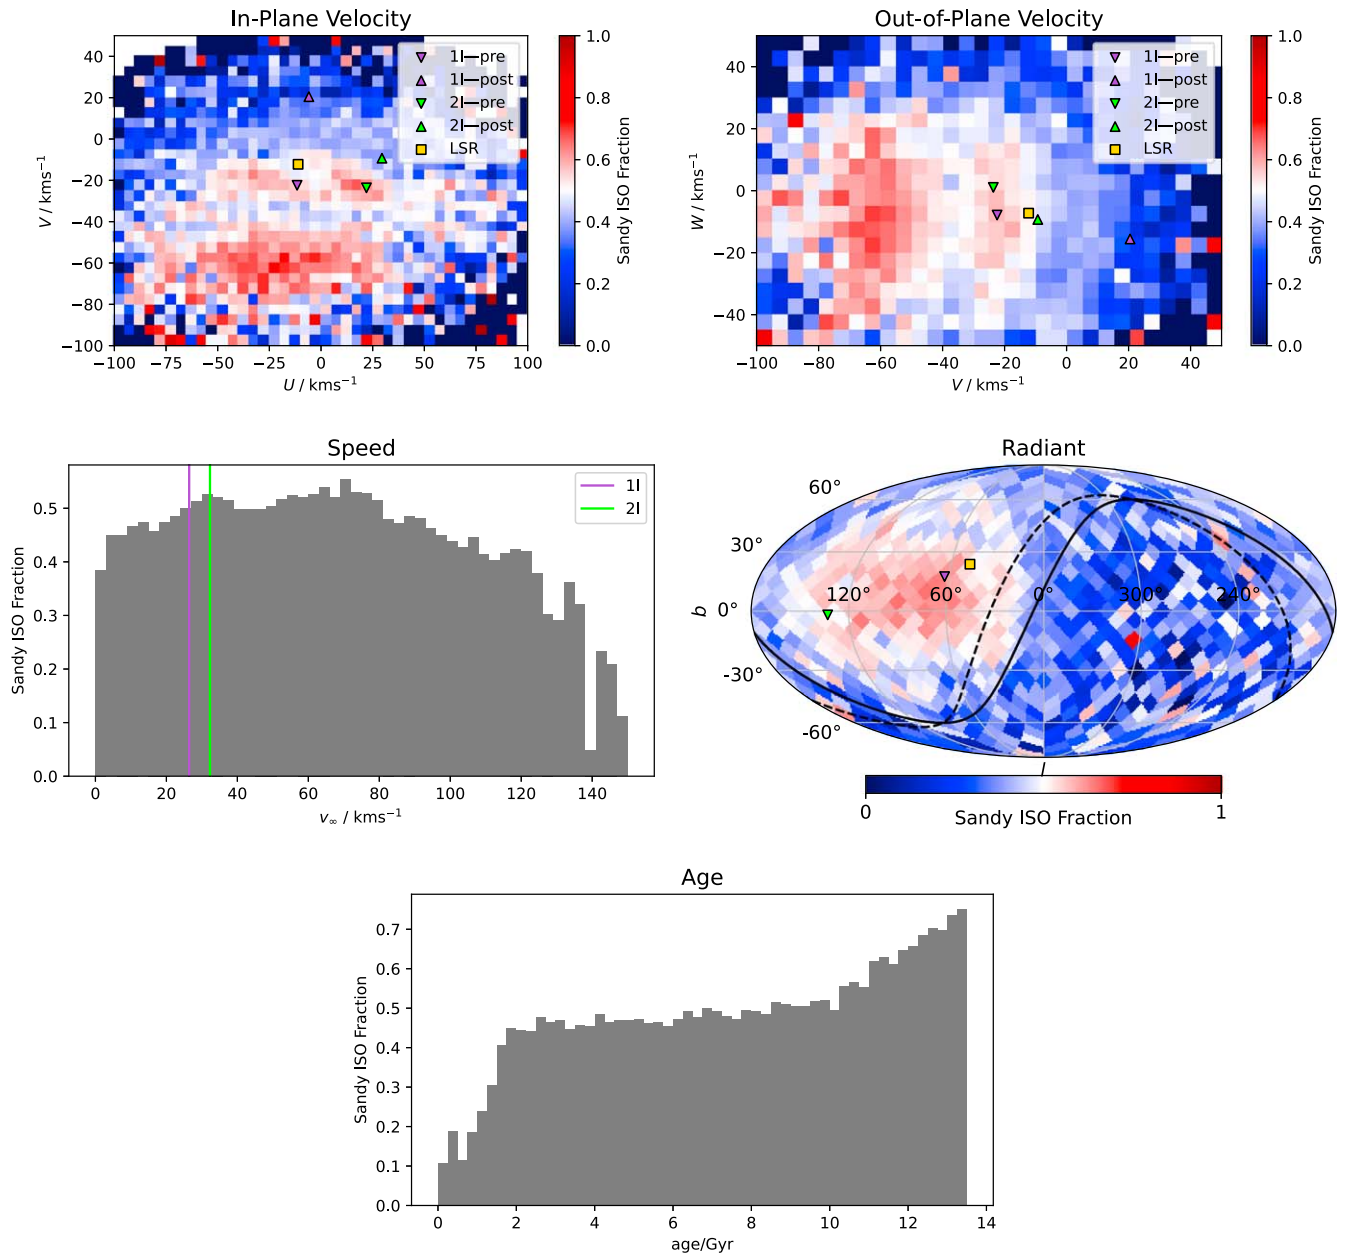 In-Plane Velocity
40
20
0
−20
−40
−60
−80
−100
V / kms⁻¹
−100 −75 −50 −25 0 25 50 75 100
U / kms⁻¹
1I—pre
1I—post
2I—pre
2I—post
LSR
1.0
0.8
0.6
0.4
0.2
0.0
Sandy ISO Fraction
Out-of-Plane Velocity
40
20
0
−20
−40
W / kms⁻¹
−100 −80 −60 −40 −20 0 20 40
V / kms⁻¹
1I—pre
1I—post
2I—pre
2I—post
LSR
1.0
0.8
0.6
0.4
0.2
0.0
Sandy ISO Fraction
Speed
0.5
0.4
0.3
0.2
0.1
0.0
Sandy ISO Fraction
0 20 40 60 80 100 120 140
v∞ / kms⁻¹
1I
2I
Radiant
60°
30°
0°
-30°
-60°
b
120° 60° 0° 300° 240°
l
0 1
Sandy ISO Fraction
Age
0.7
0.6
0.5
0.4
0.3
0.2
0.1
0.0
Sandy ISO Fraction
0 2 4 6 8 10 12 14
age/Gyr